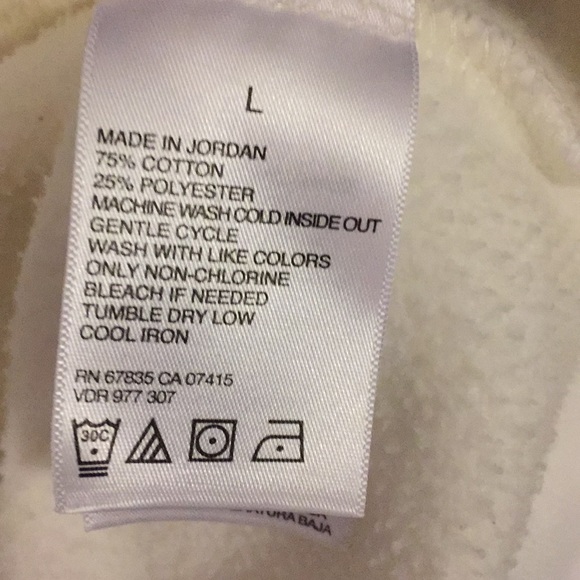 L
MADE IN JORDAN
75% COTTON
25% POLYESTER
MACHINE WASH COLD INSIDE OUT
GENTLE CYCLE
WASH WITH LIKE COLORS
ONLY NON-CHLORINE
BLEACH IF NEEDED
TUMBLE DRY LOW
COOL IRON
RN 67835 CA 07415
VDR 977 307
30C
BAJA